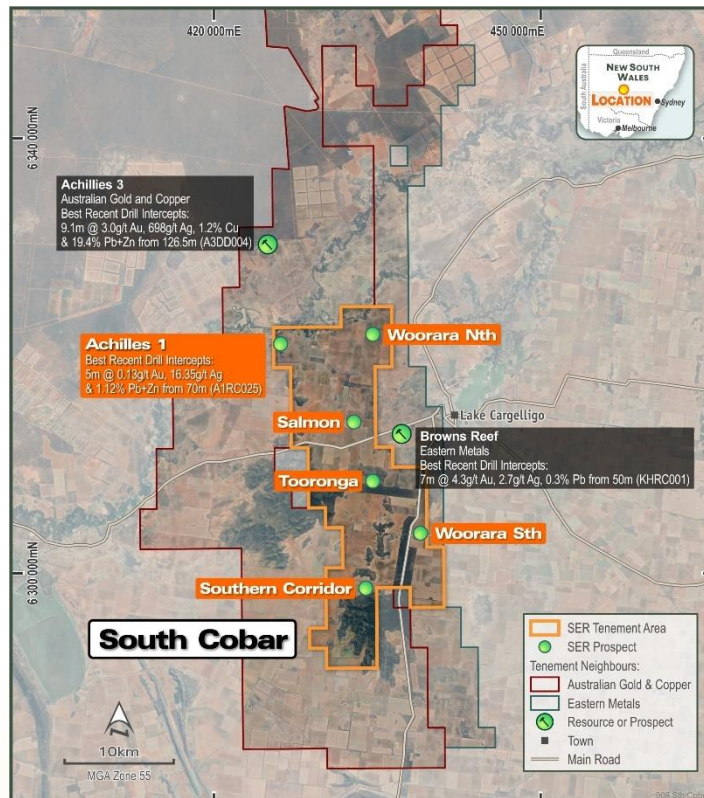 420 000mE
450 000mE
6 340 000mN
6 300 000mN
Queensland
South Australia
NEW SOUTH
WALES
LOCATION
Sydney
Victoria
Melbourne
Achillies 3
Australian Gold and Copper
Best Recent Drill Intercepts:
9.1m @ 3.0g/t Au, 698g/t Ag, 1.2% Cu
& 19.4% Pb+Zn from 126.5m (A3DD004)
Achilles 1
Best Recent Drill Intercepts:
5m @ 0.13g/t Au, 16.35g/t Ag
& 1.12% Pb+Zn from 70m (A1RC025)
Woorara Nth
Salmon
Lake Cargelligo
Browns Reef
Eastern Metals
Best Recent Drill Intercepts:
7m @ 4.3g/t Au, 2.7g/t Ag, 0.3% Pb from 50m (KHRC001)
Tooronga
Woorara Sth
Southern Corridor
South Cobar
10km
MGA Zone 55
SER Tenement Area
SER Prospect
Tenement Neighbours:
Australian Gold & Copper
Eastern Metals
Resource or Prospect
Town
Main Road